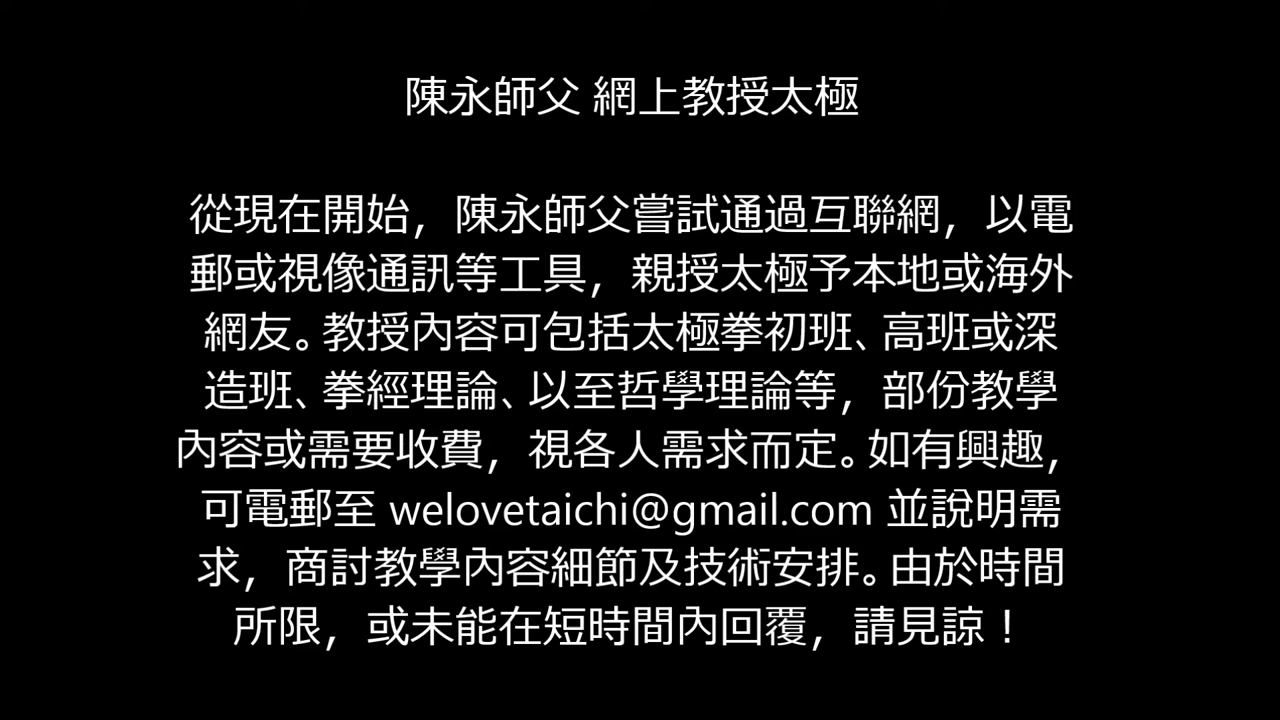 陳永師父 網上教授太極
從現在開始，陳永師父嘗試通過互聯網，以電
郵或視像通訊等工具，親授太極予本地或海外
網友。教授內容可包括太極拳初班、高班或深
造班、拳經理論、以至哲學理論等，部份教學
內容或需要收費，視各人需求而定。如有興趣，
可電郵至 welovetaichi@gmail.com 並說明需
求，商討教學內容細節及技術安排。由於時間
所限，或未能在短時間內回覆，請見諒！